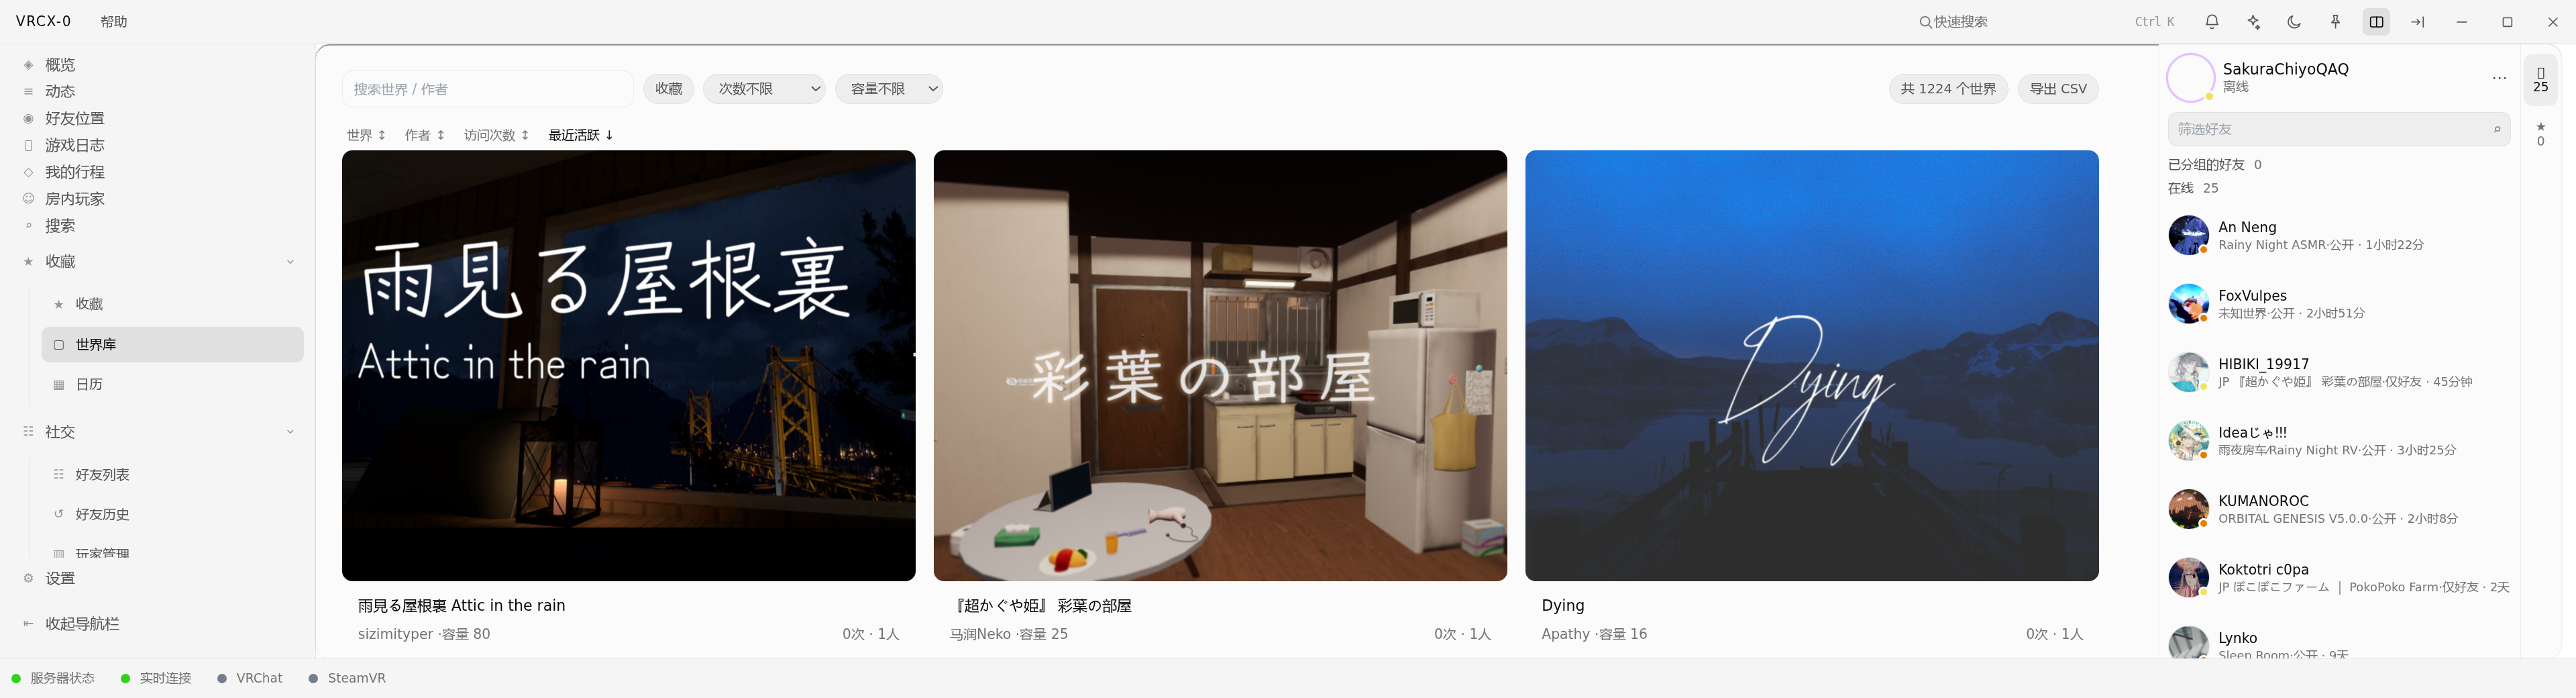 VRCX-0 帮助 快速搜索 Ctrl K
概览
动态
好友位置
游戏日志
我的行程
房内玩家
搜索
收藏
收藏
世界库
日历
社交
好友列表
好友历史
玩家管理
设置
收起导航栏
搜索世界 / 作者 收藏 次数不限 容量不限 共 1224 个世界 导出 CSV
世界 ↕ 作者 ↕ 访问次数 ↕ 最近活跃 ↓
雨見る屋根裏
Attic in the rain
雨見る屋根裏 Attic in the rain
sizimityper ·容量 80 0次 · 1人
彩葉の部屋
『超かぐや姫』 彩葉の部屋
马润Neko ·容量 25 0次 · 1人
Dying
Dying
Apathy ·容量 16 0次 · 1人
SakuraChiyoQAQ
离线
...
25
★
0
筛选好友
已分组的好友 0
在线 25
An Neng
Rainy Night ASMR·公开 · 1小时22分
FoxVulpes
未知世界·公开 · 2小时51分
HIBIKI_19917
JP 『超かぐや姫』 彩葉の部屋·仅好友 · 45分钟
Ideaじゃ!!!
雨夜房车⁄Rainy Night RV·公开 · 3小时25分
KUMANOROC
ORBITAL GENESIS V5.0.0·公开 · 2小时8分
Koktotri c0pa
JP ぽこぽこファーム ｜ PokoPoko Farm·仅好友 · 2天
Lynko
Sleep Room·公开 · 9天
服务器状态 实时连接 VRChat SteamVR